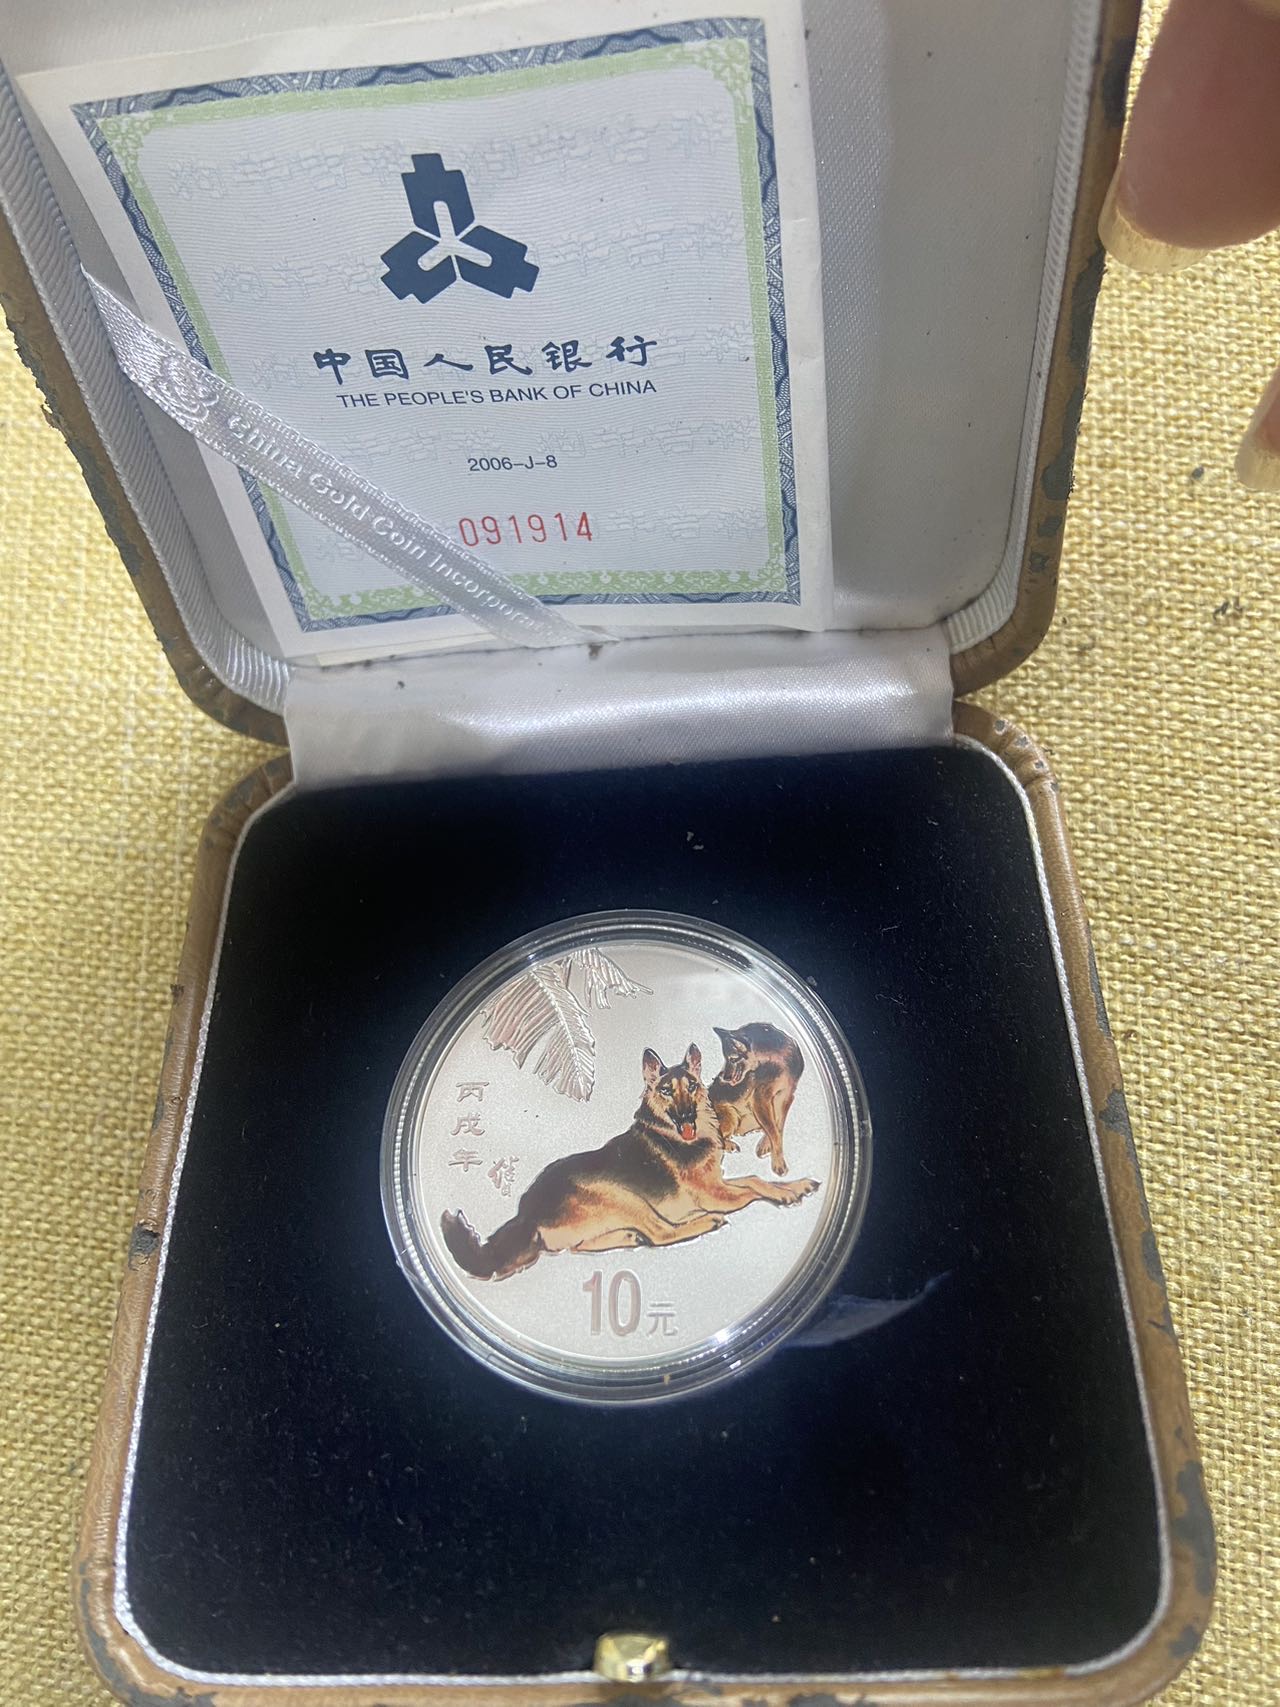 中国人民银行
THE PEOPLE'S BANK OF CHINA
2006-J-8
091914
China Gold Coin Incorporat
丙戌年
10元